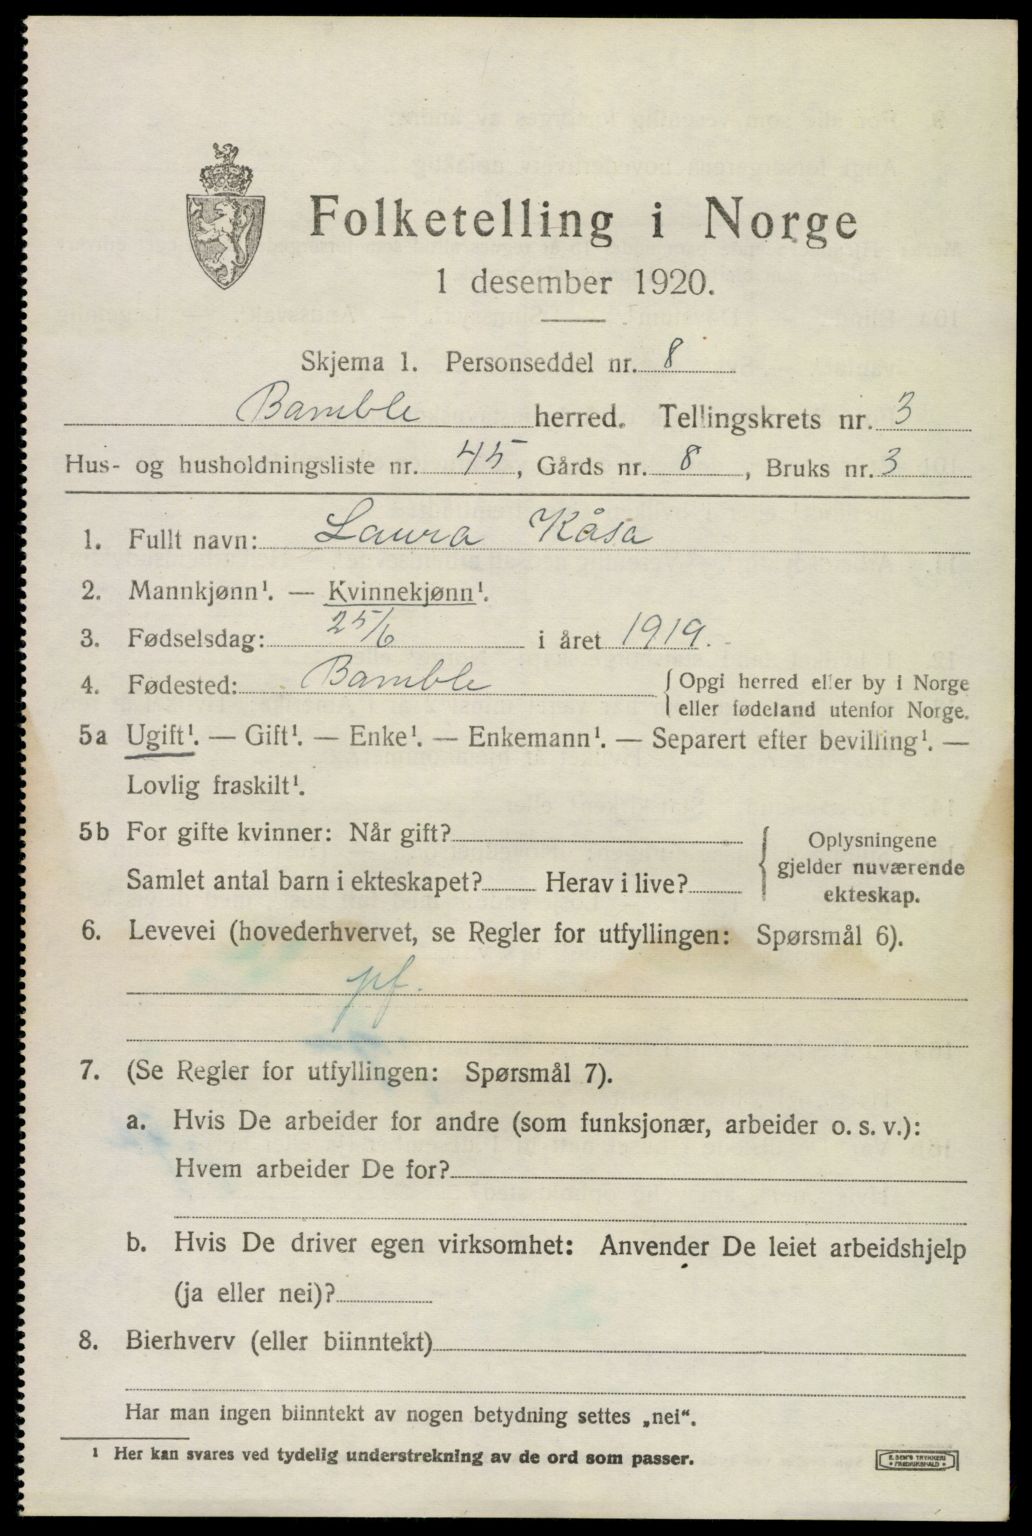 Folketelling i Norge
1 desember 1920.
Skjema 1. Personseddel nr. 8
Bamble herred. Tellingskrets nr. 3
Hus- og husholdningsliste nr. 45, Gårds nr. 8, Bruks nr. 3
1. Fullt navn: Laura Kåsa
2. Mannkjønn¹. — Kvinnekjønn¹.
3. Fødselsdag: 25/6 i året 1919.
4. Fødested: Bamble { Opgi herred eller by i Norge
eller fødeland utenfor Norge.
5a Ugift¹. — Gift¹. — Enke¹. — Enkemann¹. — Separert efter bevilling¹. —
Lovlig fraskilt¹.
5b For gifte kvinner: Når gift?
Samlet antal barn i ekteskapet? Herav i live?
{ Oplysningene
gjelder nuværende
ekteskap.
6. Levevei (hovederhvervet, se Regler for utfyllingen: Spørsmål 6).
pf.
7. (Se Regler for utfyllingen: Spørsmål 7).
a. Hvis De arbeider for andre (som funksjonær, arbeider o. s. v.):
Hvem arbeider De for?
b. Hvis De driver egen virksomhet: Anvender De leiet arbeidshjelp
(ja eller nei)?
8. Bierhverv (eller biinntekt)
Har man ingen biinntekt av nogen betydning settes „nei“.
¹ Her kan svares ved tydelig understrekning av de ord som passer.
E. SEM'S TRYKKERI
• FREDRIKSHALD •